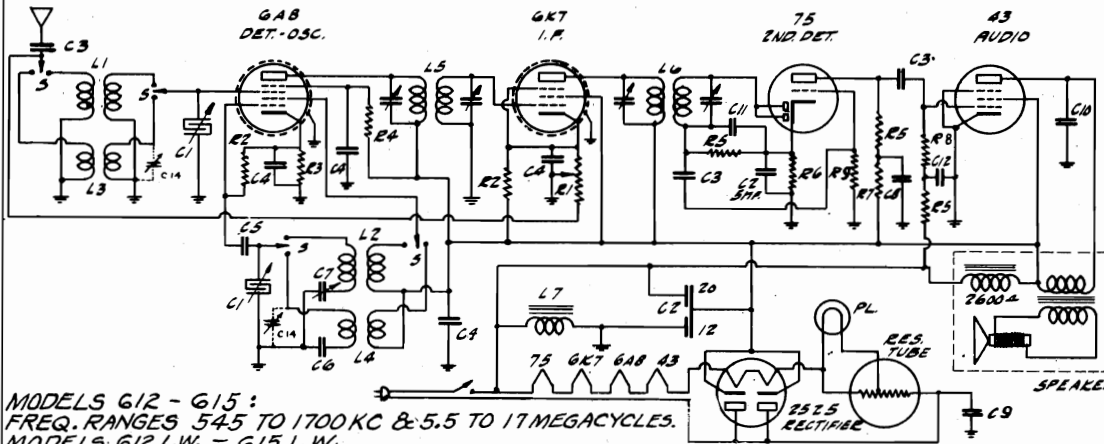 6A8
DET.-OSC.
6K7
I.F.
75
2ND. DET.
43
AUDIO
C3
L1
S
S
C1
L3
C14
R2
C4
R3
C4
R4
L5
R2
C4
R1
L6
C11
R5
C3
C2
5MF.
R6
R9
R7
R5
C8
C3
R8
C12
R5
C10
C5
S
L2
S
C1
C7
C14
C6
L4
C4
L7
C2
20
12
PL.
2600Ω
RES.
TUBE
SPEAKER
75 6K7 6A8 43
25Z5
RECTIFIER
C9
MODELS 612 - 615 :
FREQ. RANGES 545 TO 1700 KC & 5.5 TO 17 MEGACYCLES.
MODELS 612 L.W. - 615 L.W.